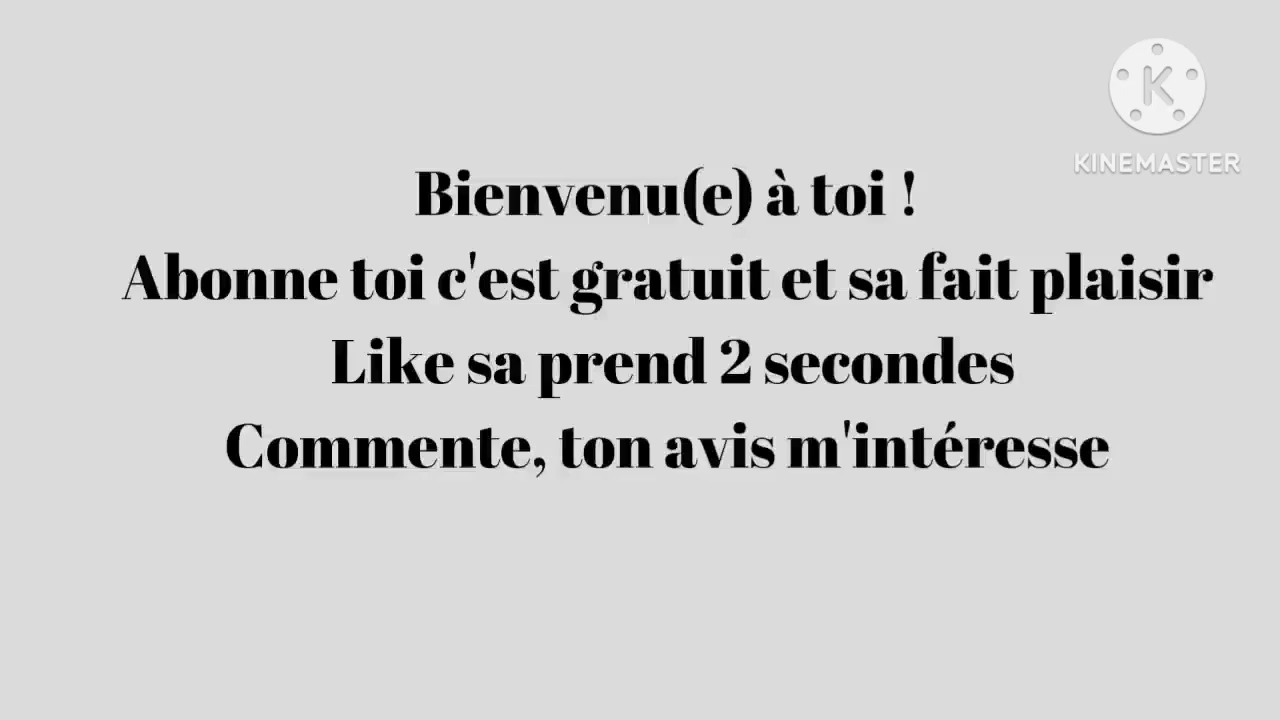 KINEMASTER
Bienvenu(e) à toi !
Abonne toi c'est gratuit et sa fait plaisir
Like sa prend 2 secondes
Commente, ton avis m'intéresse